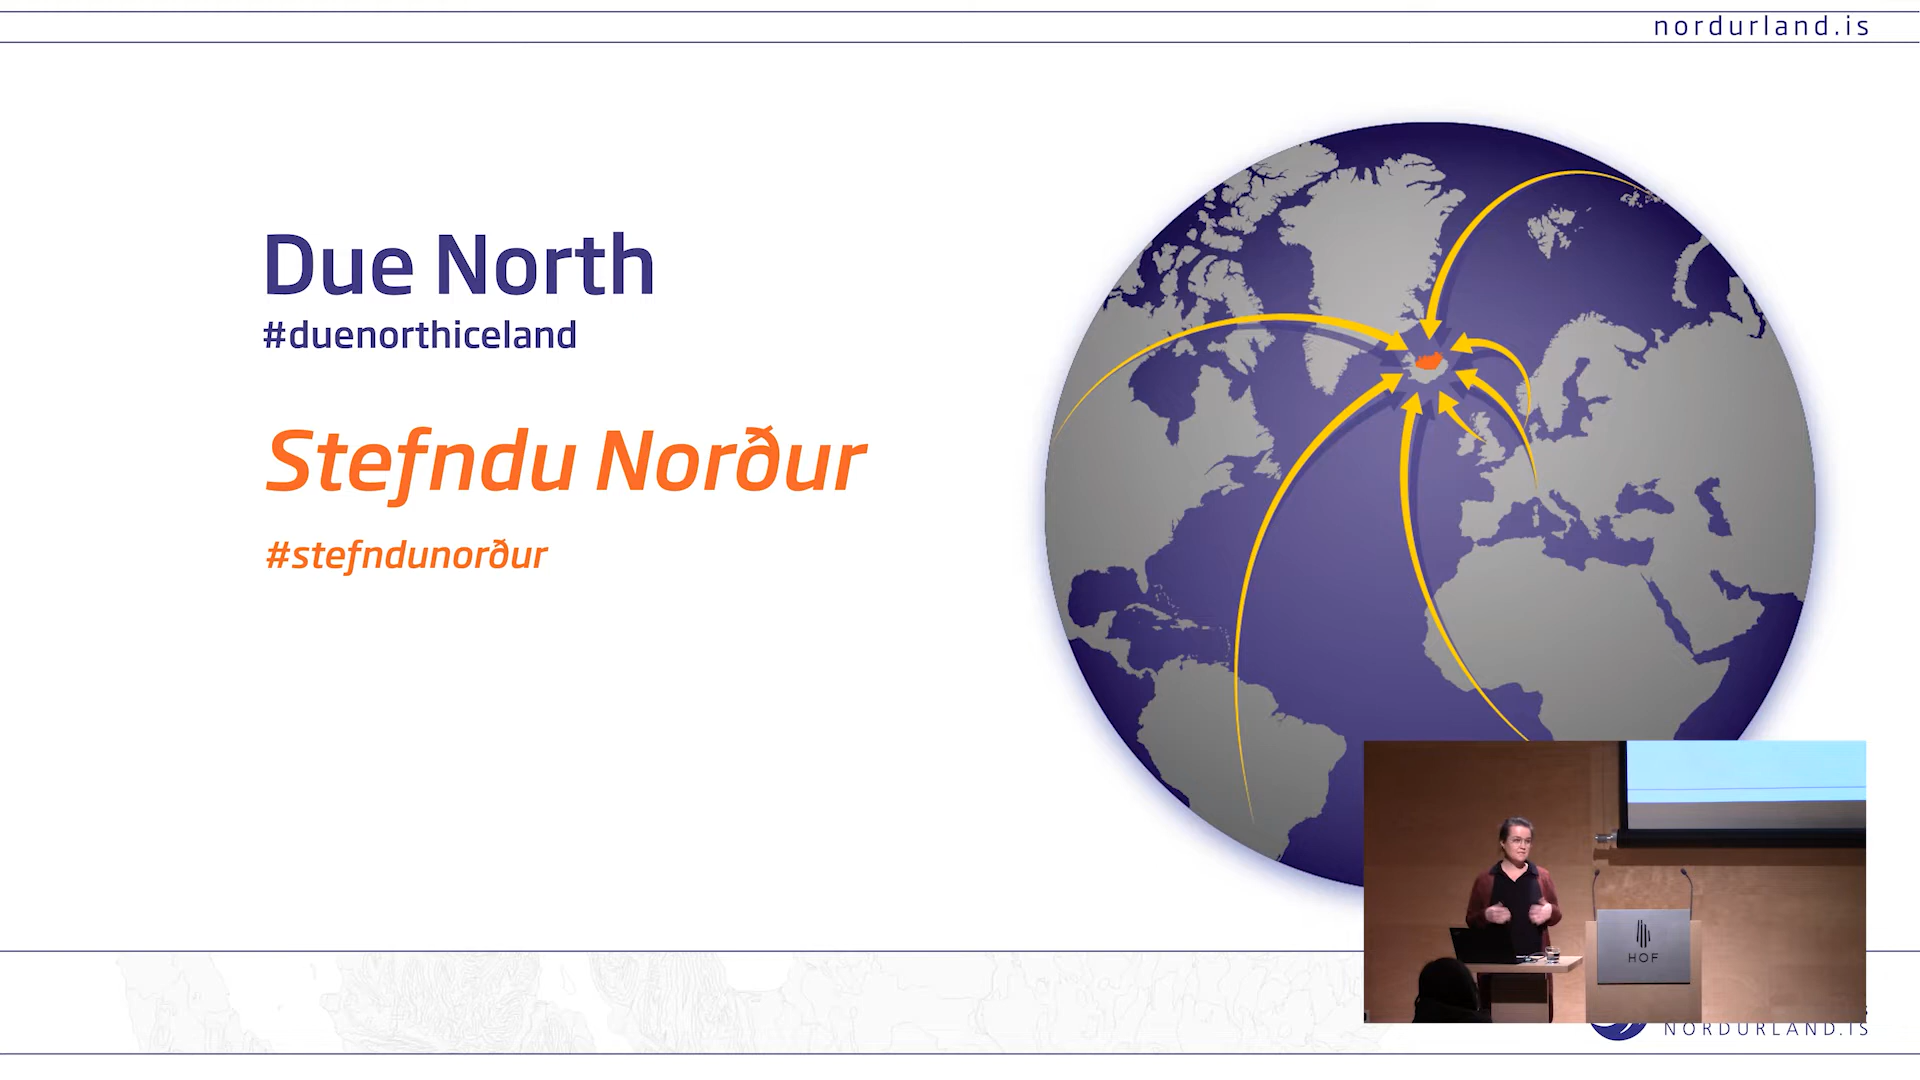 nordurland.is
Due North
#duenorthiceland
Stefndu Norður
#stefndunorður
HOF
NORDURLAND.IS